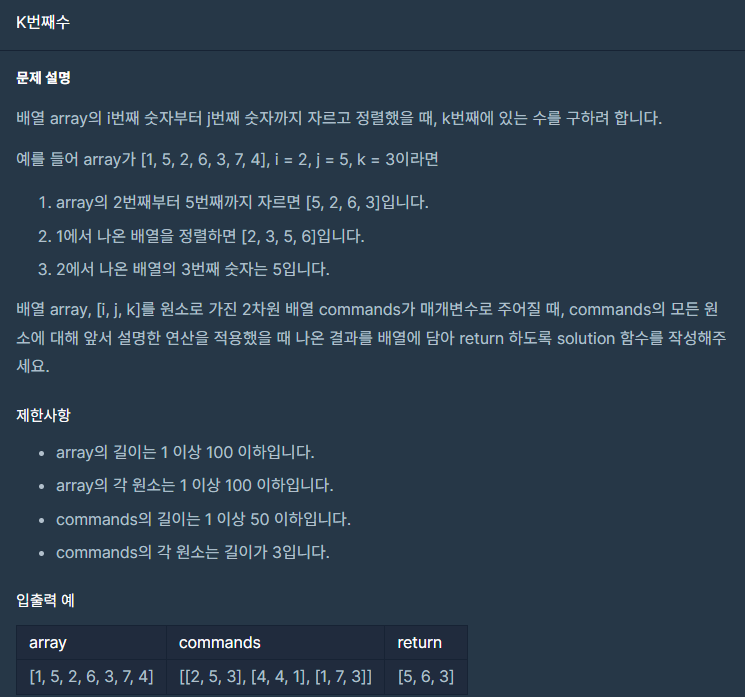 K번째수
문제 설명
배열 array의 i번째 숫자부터 j번째 숫자까지 자르고 정렬했을 때, k번째에 있는 수를 구하려 합니다.
예를 들어 array가 [1, 5, 2, 6, 3, 7, 4], i = 2, j = 5, k = 3이라면
1. array의 2번째부터 5번째까지 자르면 [5, 2, 6, 3]입니다.
2. 1에서 나온 배열을 정렬하면 [2, 3, 5, 6]입니다.
3. 2에서 나온 배열의 3번째 숫자는 5입니다.
배열 array, [i, j, k]를 원소로 가진 2차원 배열 commands가 매개변수로 주어질 때, commands의 모든 원
소에 대해 앞서 설명한 연산을 적용했을 때 나온 결과를 배열에 담아 return 하도록 solution 함수를 작성해주
세요.
제한사항
• array의 길이는 1 이상 100 이하입니다.
• array의 각 원소는 1 이상 100 이하입니다.
• commands의 길이는 1 이상 50 이하입니다.
• commands의 각 원소는 길이가 3입니다.
입출력 예
array commands return
[1, 5, 2, 6, 3, 7, 4] [[2, 5, 3], [4, 4, 1], [1, 7, 3]] [5, 6, 3]